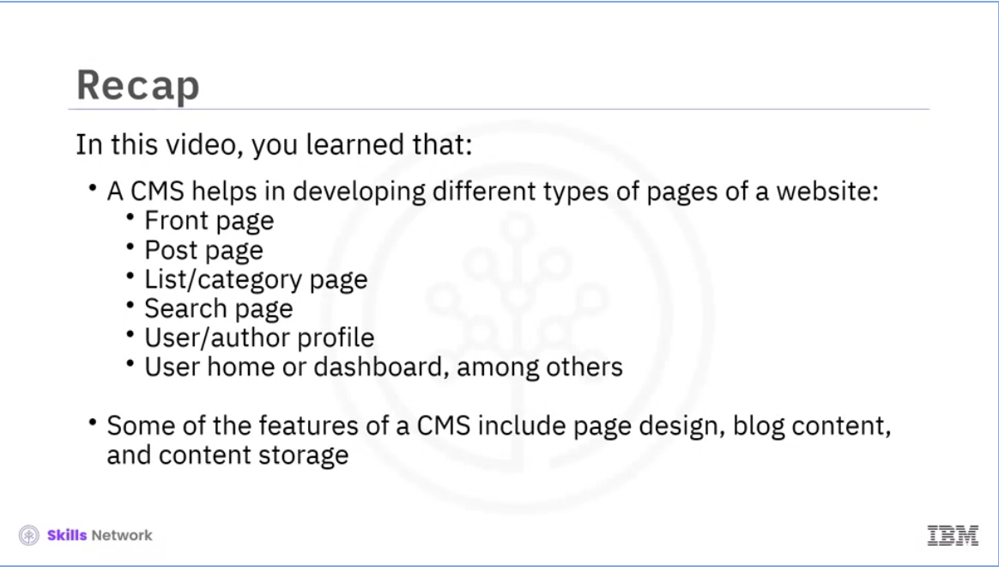 Recap
In this video, you learned that:
• A CMS helps in developing different types of pages of a website:
• Front page
• Post page
• List/category page
• Search page
• User/author profile
• User home or dashboard, among others
• Some of the features of a CMS include page design, blog content,
and content storage
Skills Network
IBM